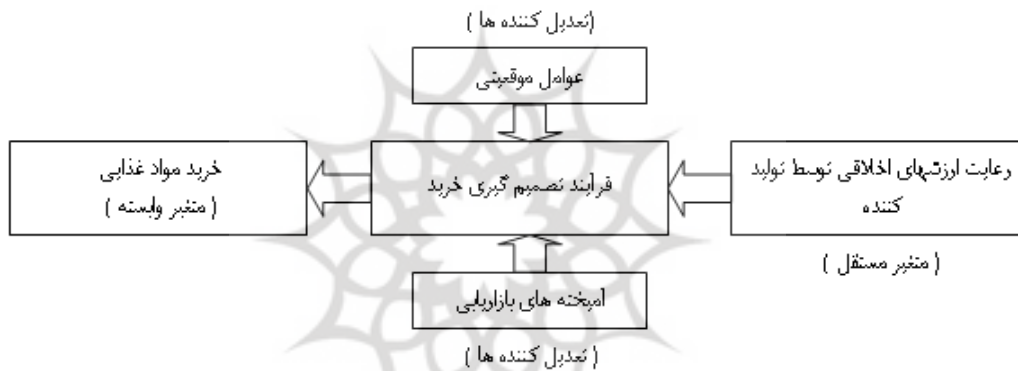 ( تعدیل کننده ها)
عوامل موقعیتی
رعایت ارزشهای اخلاقی توسط تولید
کننده
( متغیر مستقل )
فرآیند تصمیم گیری خرید
خرید مواد غذایی
( متغیر وابسته )
آمیخته های بازاریابی
( تعدیل کننده ها )